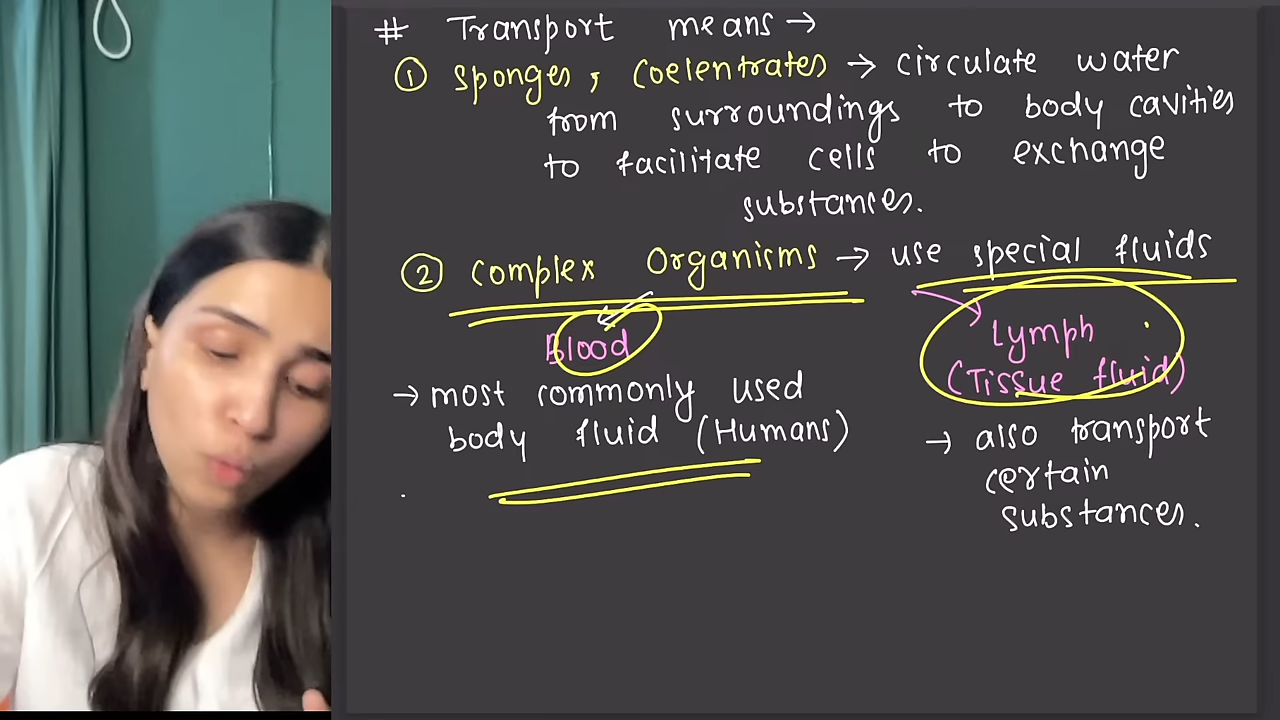 # Transport means →
① Sponges, Coelentrates → circulate water
from surroundings to body cavities
to facilitate cells to exchange
substances.
② Complex Organisms → use special fluids
Blood
Lymph
(Tissue fluid)
→ most commonly used
body fluid (Humans)
→ also transport
certain
substances.